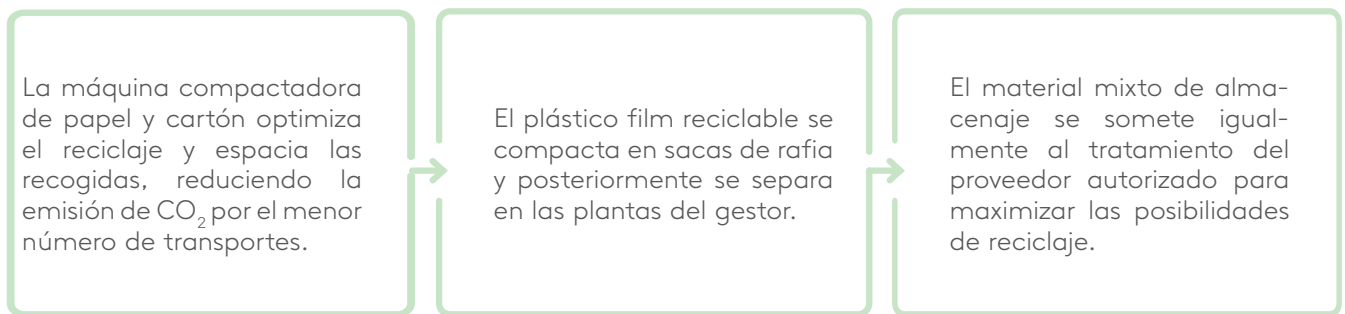 La máquina compactadora
de papel y cartón optimiza
el reciclaje y espacia las
recogidas, reduciendo la
emisión de CO₂ por el menor
número de transportes.
El plástico film reciclable se
compacta en sacas de rafia
y posteriormente se separa
en las plantas del gestor.
El material mixto de alma-
cenaje se somete igual-
mente al tratamiento del
proveedor autorizado para
maximizar las posibilidades
de reciclaje.